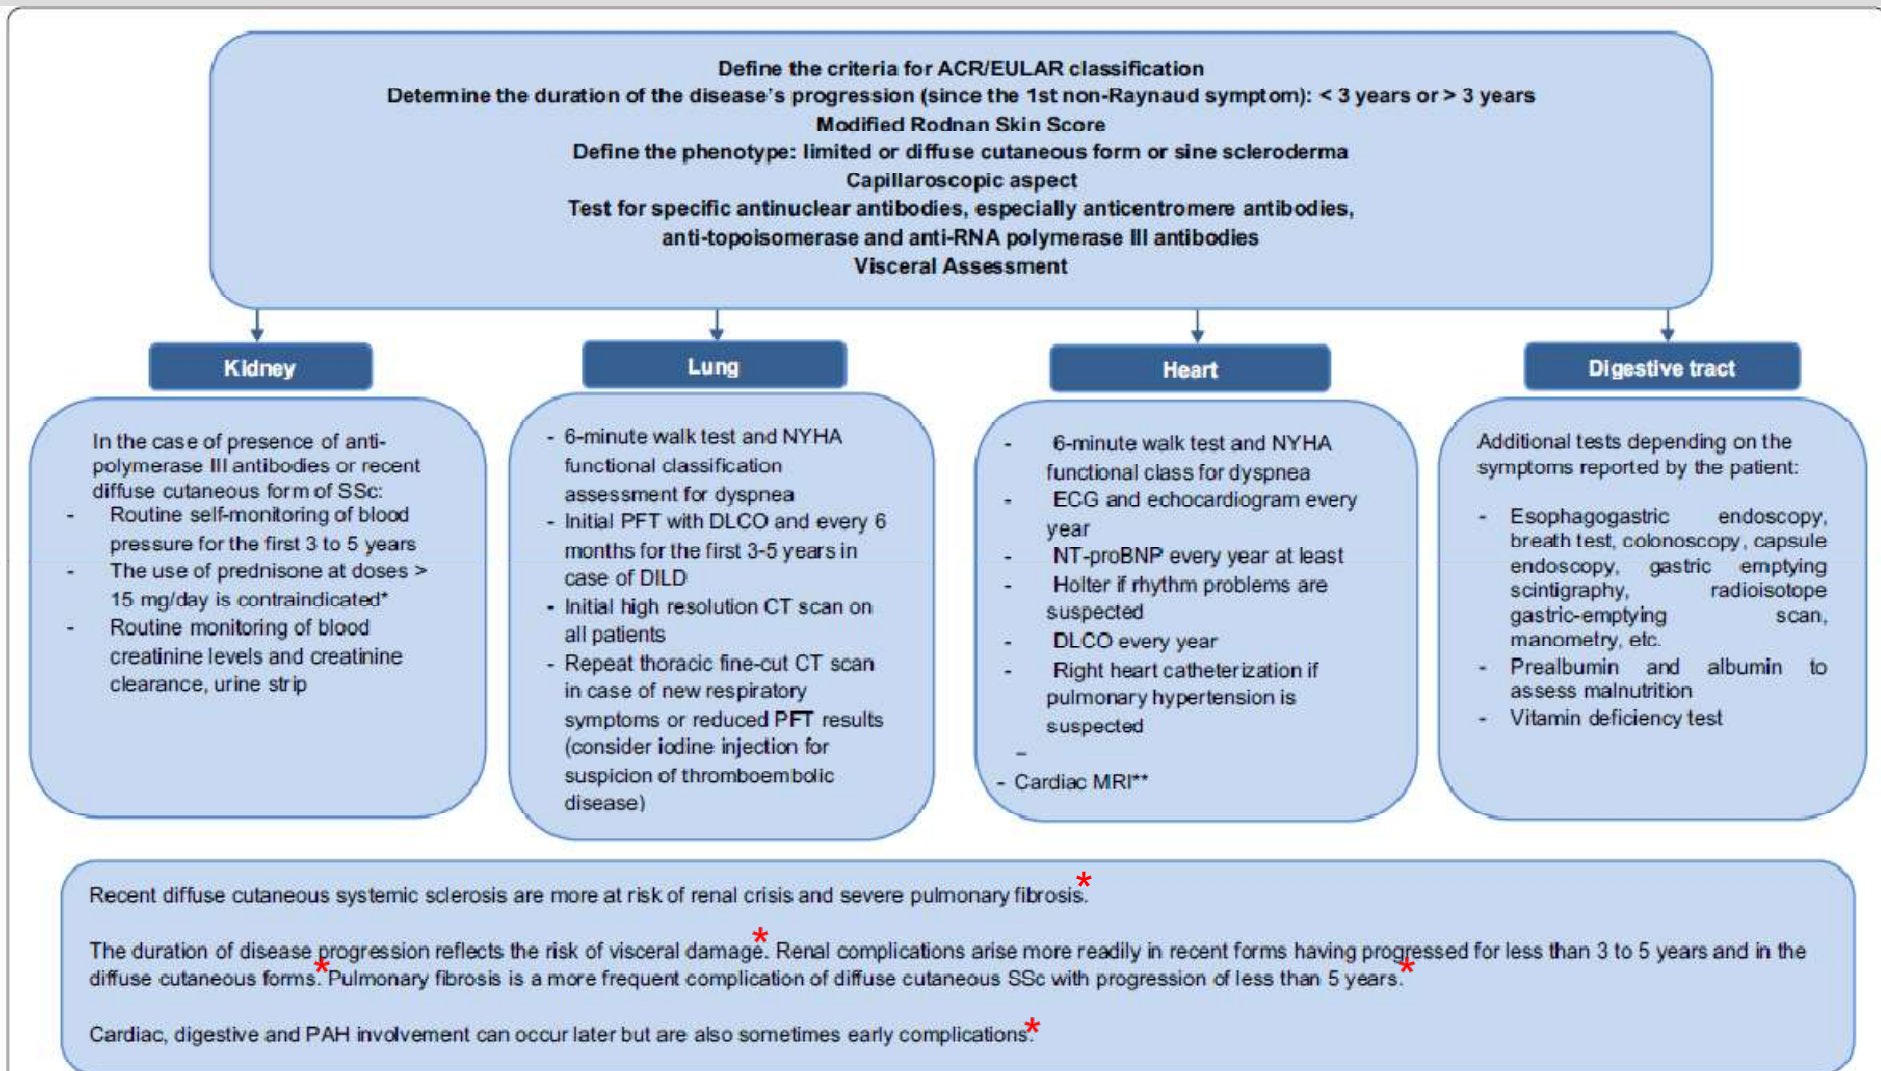 Define the criteria for ACR/EULAR classification
Determine the duration of the disease's progression (since the 1st non-Raynaud symptom): < 3 years or > 3 years
Modified Rodnan Skin Score
Define the phenotype: limited or diffuse cutaneous form or sine scleroderma
Capillaroscopic aspect
Test for specific antinuclear antibodies, especially anticentromere antibodies,
anti-topoisomerase and anti-RNA polymerase III antibodies
Visceral Assessment
Kidney
In the case of presence of anti-
polymerase III antibodies or recent
diffuse cutaneous form of SSc:
- Routine self-monitoring of blood
pressure for the first 3 to 5 years
- The use of prednisone at doses >
15 mg/day is contraindicated*
- Routine monitoring of blood
creatinine levels and creatinine
clearance, urine strip
Lung
- 6-minute walk test and NYHA
functional classification
assessment for dyspnea
- Initial PFT with DLCO and every 6
months for the first 3-5 years in
case of DILD
- Initial high resolution CT scan on
all patients
- Repeat thoracic fine-cut CT scan
in case of new respiratory
symptoms or reduced PFT results
(consider iodine injection for
suspicion of thromboembolic
disease)
Heart
- 6-minute walk test and NYHA
functional class for dyspnea
- ECG and echocardiogram every
year
- NT-proBNP every year at least
- Holter if rhythm problems are
suspected
- DLCO every year
- Right heart catheterization if
pulmonary hypertension is
suspected
–
- Cardiac MRI**
Digestive tract
Additional tests depending on the
symptoms reported by the patient:
- Esophagogastric endoscopy,
breath test, colonoscopy, capsule
endoscopy, gastric emptying
scintigraphy, radioisotope
gastric-emptying scan,
manometry, etc.
- Prealbumin and albumin to
assess malnutrition
- Vitamin deficiency test
Recent diffuse cutaneous systemic sclerosis are more at risk of renal crisis and severe pulmonary fibrosis.*
The duration of disease progression reflects the risk of visceral damage.* Renal complications arise more readily in recent forms having progressed for less than 3 to 5 years and in the
diffuse cutaneous forms.* Pulmonary fibrosis is a more frequent complication of diffuse cutaneous SSc with progression of less than 5 years.*
Cardiac, digestive and PAH involvement can occur later but are also sometimes early complications.*